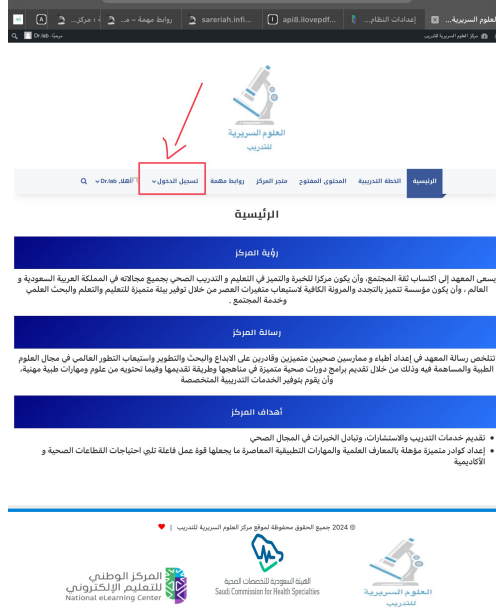 العلوم السريرية...
إعدادات النظام...
api8.ilovepdf...
sareriah.infi...
روابط مهمة – مـ...
مركز...
مركز العلوم السريرية للتدريب
مرحبا، Dr.lab
العلوم السريرية
للتدريب
الرئيسية
الخطة التدريبية
المحتوى المفتوح
متجر المركز
روابط مهمة
تسجيل الدخول
أهلا، Dr.lab
الرئيسية
رؤية المركز
يسعى المعهد إلى اكتساب ثقة المجتمع، وأن يكون مركزا للخبرة والتميز في التعليم و التدريب الصحي بجميع مجالاته في المملكة العربية السعودية و
العالم ، وأن يكون مؤسسة تتميز بالتجدد والمرونة الكافية لاستيعاب متغيرات العصر من خلال توفير بيئة متميزة للتعليم والتعلم والبحث العلمي
وخدمة المجتمع .
رسالة المركز
تتلخص رسالة المعهد في إعداد أطباء و ممارسين صحيين متميزين وقادرين على الابداع والبحث والتطوير واستيعاب التطور العالمي في مجال العلوم
الطبية والمساهمة فيه وذلك من خلال تقديم برامج دورات صحية متميزة في مناهجها وطريقة تقديمها وفيما تحتويه من علوم ومهارات طبية مهنية،
وأن يقوم بتوفير الخدمات التدريبية المتخصصة
أهداف المركز
• تقديم خدمات التدريب والاستشارات، وتبادل الخبرات في المجال الصحي
• إعداد كوادر متميزة مؤهلة بالمعارف العلمية والمهارات التطبيقية المعاصرة ما يجعلها قوة عمل فاعلة تلبي احتياجات القطاعات الصحية و
الأكاديمية
© 2024 جميع الحقوق محفوظة لموقع مركز العلوم السريرية للتدريب |
العلوم السريرية
للتدريب
الهيئة السعودية للتخصصات الصحية
Saudi Commission for Health Specialties
المركز الوطني
للتعليم الإلكتروني
National eLearning Center